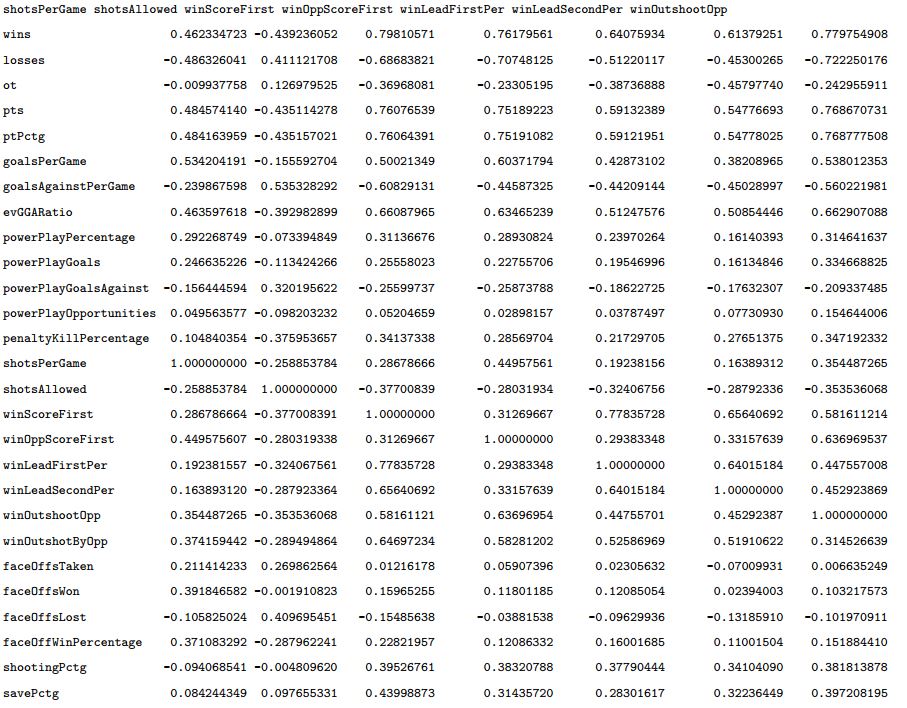 shotsPerGame shotsAllowed winScoreFirst winOppScoreFirst winLeadFirstPer winLeadSecondPer winOutshootOpp
wins 0.462334723 -0.439236052 0.79810571 0.76179561 0.64075934 0.61379251 0.779754908
losses -0.486326041 0.411121708 -0.68683821 -0.70748125 -0.51220117 -0.45300265 -0.722250176
ot -0.009937758 0.126979525 -0.36968081 -0.23305195 -0.38736888 -0.45797740 -0.242955911
pts 0.484574140 -0.435114278 0.76076539 0.75189223 0.59132389 0.54776693 0.768670731
ptPctg 0.484163959 -0.435157021 0.76064391 0.75191082 0.59121951 0.54778025 0.768777508
goalsPerGame 0.534204191 -0.155592704 0.50021349 0.60371794 0.42873102 0.38208965 0.538012353
goalsAgainstPerGame -0.239867598 0.535328292 -0.60829131 -0.44587325 -0.44209144 -0.45028997 -0.560221981
evGGARatio 0.463597618 -0.392982899 0.66087965 0.63465239 0.51247576 0.50854446 0.662907088
powerPlayPercentage 0.292268749 -0.073394849 0.31136676 0.28930824 0.23970264 0.16140393 0.314641637
powerPlayGoals 0.246635226 -0.113424266 0.25558023 0.22755706 0.19546996 0.16134846 0.334668825
powerPlayGoalsAgainst -0.156444594 0.320195622 -0.25599737 -0.25873788 -0.18622725 -0.17632307 -0.209337485
powerPlayOpportunities 0.049563577 -0.098203232 0.05204659 0.02898157 0.03787497 0.07730930 0.154644006
penaltyKillPercentage 0.104840354 -0.375953657 0.34137338 0.28569704 0.21729705 0.27651375 0.347192332
shotsPerGame 1.000000000 -0.258853784 0.28678666 0.44957561 0.19238156 0.16389312 0.354487265
shotsAllowed -0.258853784 1.000000000 -0.37700839 -0.28031934 -0.32406756 -0.28792336 -0.353536068
winScoreFirst 0.286786664 -0.377008391 1.00000000 0.31269667 0.77835728 0.65640692 0.581611214
winOppScoreFirst 0.449575607 -0.280319338 0.31269667 1.00000000 0.29383348 0.33157639 0.636969537
winLeadFirstPer 0.192381557 -0.324067561 0.77835728 0.29383348 1.00000000 0.64015184 0.447557008
winLeadSecondPer 0.163893120 -0.287923364 0.65640692 0.33157639 0.64015184 1.00000000 0.452923869
winOutshootOpp 0.354487265 -0.353536068 0.58161121 0.63696954 0.44755701 0.45292387 1.000000000
winOutshotByOpp 0.374159442 -0.289494864 0.64697234 0.58281202 0.52586969 0.51910622 0.314526639
faceOffsTaken 0.211414233 0.269862564 0.01216178 0.05907396 0.02305632 -0.07009931 0.006635249
faceOffsWon 0.391846582 -0.001910823 0.15965255 0.11801185 0.12085054 0.02394003 0.103217573
faceOffsLost -0.105825024 0.409695451 -0.15485638 -0.03881538 -0.09629936 -0.13185910 -0.101970911
faceOffWinPercentage 0.371083292 -0.287962241 0.22821957 0.12086332 0.16001685 0.11001504 0.151884410
shootingPctg -0.094068541 -0.004809620 0.39526761 0.38320788 0.37790444 0.34104090 0.381813878
savePctg 0.084244349 0.097655331 0.43998873 0.31435720 0.28301617 0.32236449 0.397208195